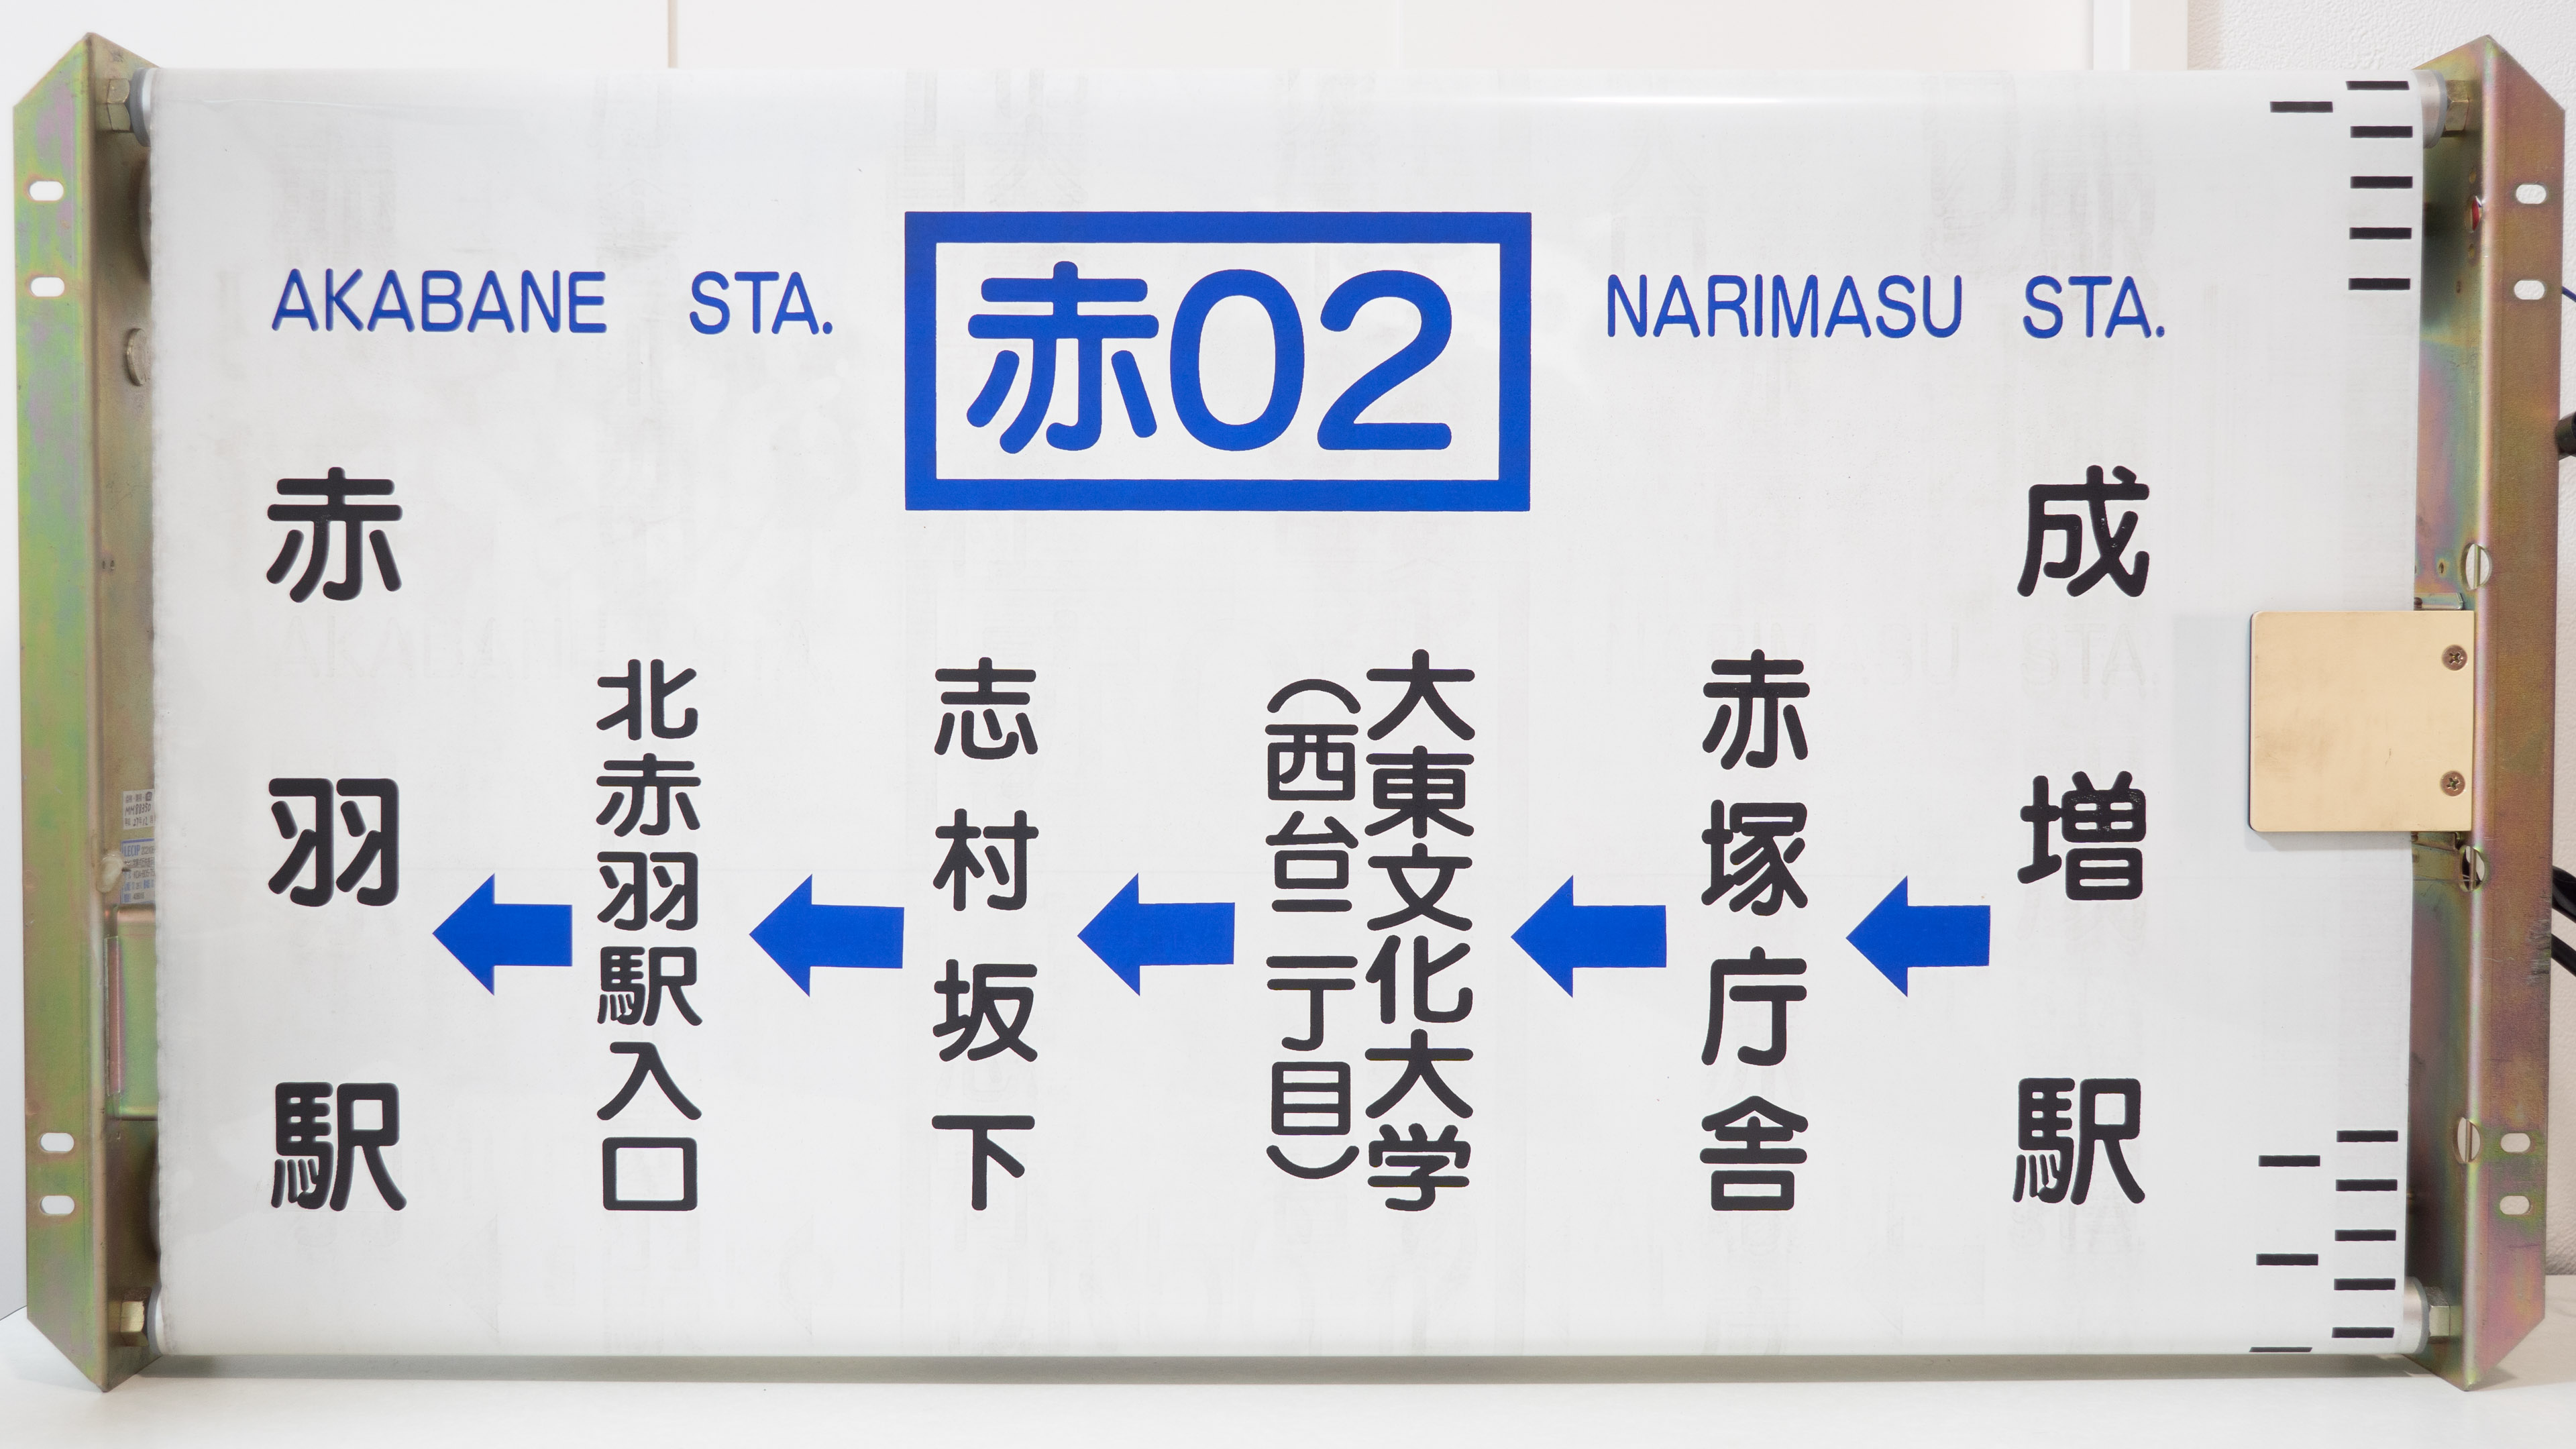 AKABANE STA.
赤02
NARIMASU STA.
成増駅
赤塚庁舎
大東文化大学
（西台二丁目）
志村坂下
北赤羽駅入口
赤羽駅